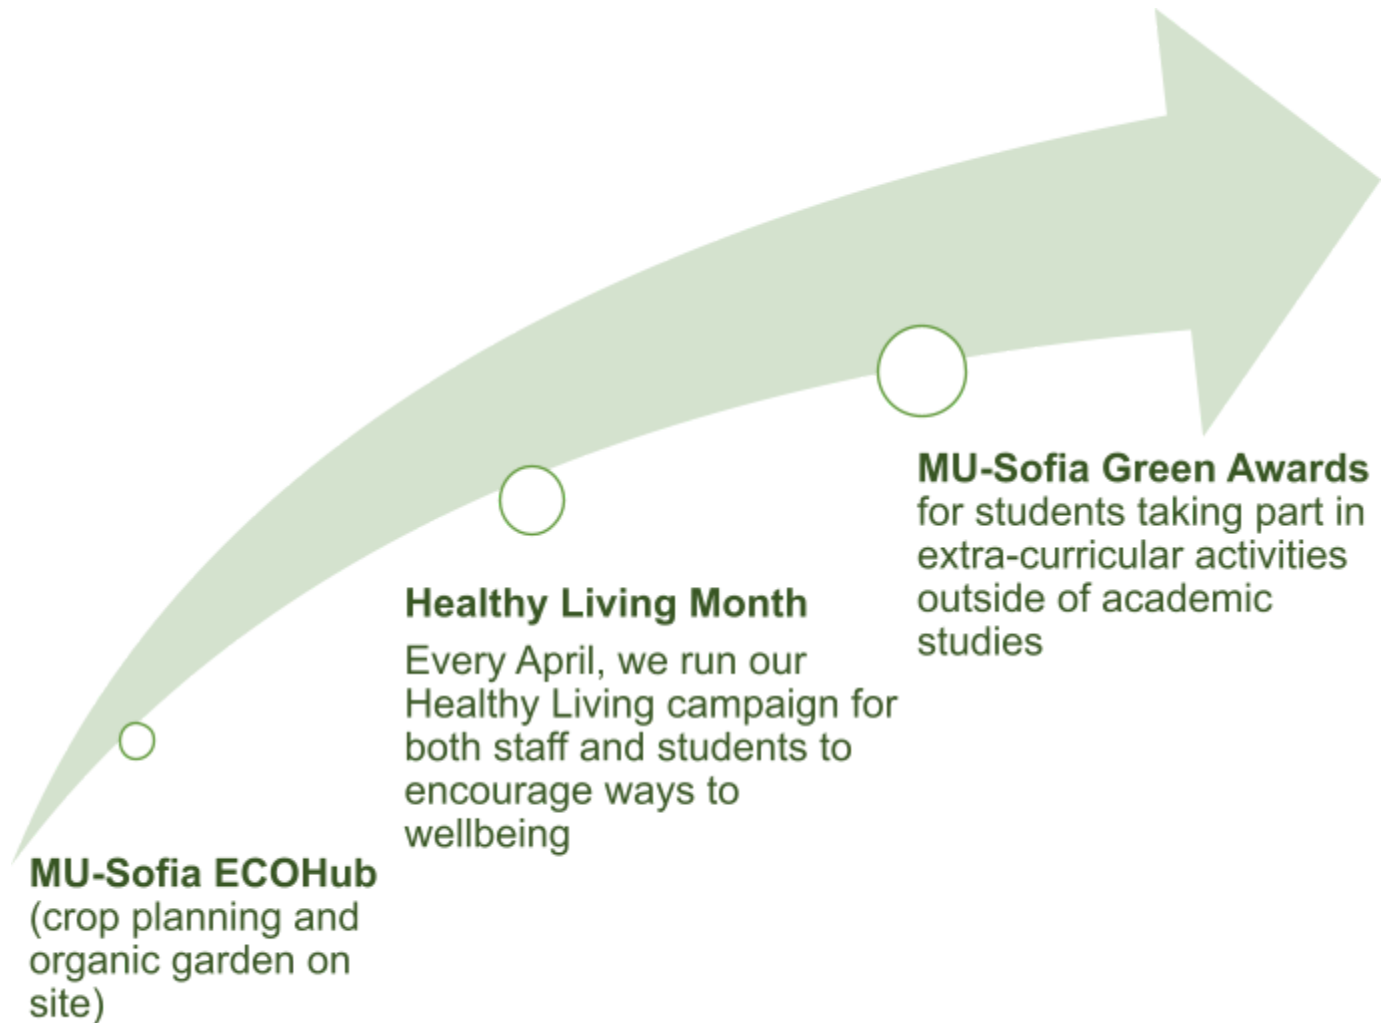 MU-Sofia Green Awards
for students taking part in
extra-curricular activities
outside of academic
studies
Healthy Living Month
Every April, we run our
Healthy Living campaign for
both staff and students to
encourage ways to
wellbeing
MU-Sofia ECOHub
(crop planning and
organic garden on
site)